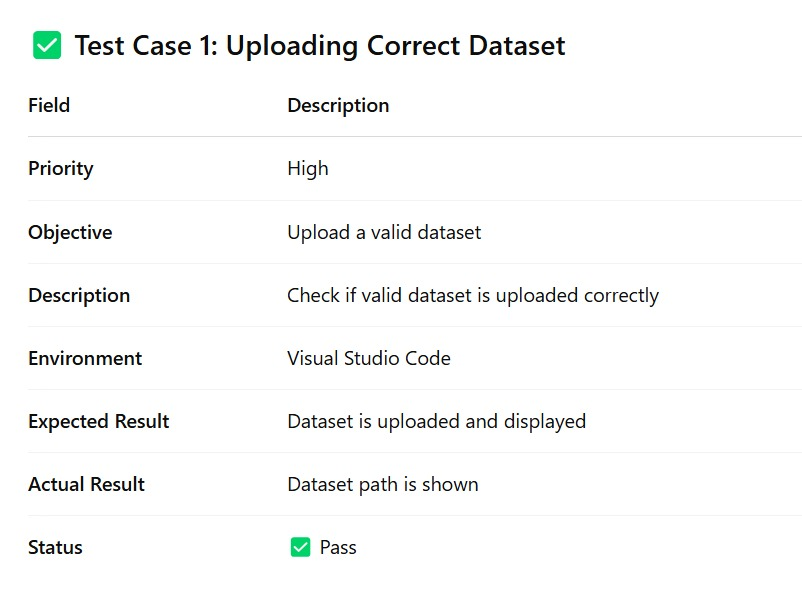 ✅ Test Case 1: Uploading Correct Dataset
Field Description
Priority High
Objective Upload a valid dataset
Description Check if valid dataset is uploaded correctly
Environment Visual Studio Code
Expected Result Dataset is uploaded and displayed
Actual Result Dataset path is shown
Status ✅ Pass